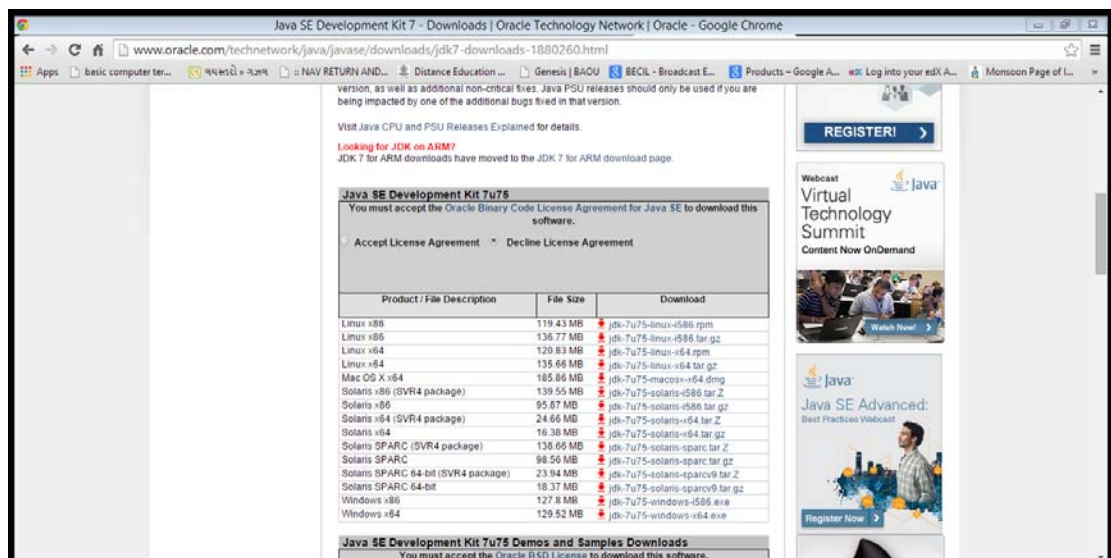 Java SE Development Kit 7 - Downloads | Oracle Technology Network | Oracle - Google Chrome
www.oracle.com/technetwork/java/javase/downloads/jdk7-downloads-1880260.html
Apps basic computer ter... :: NAV RETURN AND... Distance Education ... Genesis | BAOU BECIL - Broadcast E... Products – Google A... Log into your edX A... Monsoon Page of I... »
version, as well as additional non-critical fixes. Java PSU releases should only be used if you are
being impacted by one of the additional bugs fixed in that version.
Visit Java CPU and PSU Releases Explained for details.
Looking for JDK on ARM?
JDK 7 for ARM downloads have moved to the JDK 7 for ARM download page.
Java SE Development Kit 7u75
You must accept the Oracle Binary Code License Agreement for Java SE to download this
software.
Accept License Agreement Decline License Agreement
Product / File Description File Size Download
Linux x86 119.43 MB jdk-7u75-linux-i586.rpm
Linux x86 136.77 MB jdk-7u75-linux-i586.tar.gz
Linux x64 120.83 MB jdk-7u75-linux-x64.rpm
Linux x64 135.66 MB jdk-7u75-linux-x64.tar.gz
Mac OS X x64 185.86 MB jdk-7u75-macosx-x64.dmg
Solaris x86 (SVR4 package) 139.55 MB jdk-7u75-solaris-i586.tar.Z
Solaris x86 95.87 MB jdk-7u75-solaris-i586.tar.gz
Solaris x64 (SVR4 package) 24.66 MB jdk-7u75-solaris-x64.tar.Z
Solaris x64 16.38 MB jdk-7u75-solaris-x64.tar.gz
Solaris SPARC (SVR4 package) 138.66 MB jdk-7u75-solaris-sparc.tar.Z
Solaris SPARC 98.56 MB jdk-7u75-solaris-sparc.tar.gz
Solaris SPARC 64-bit (SVR4 package) 23.94 MB jdk-7u75-solaris-sparcv9.tar.Z
Solaris SPARC 64-bit 18.37 MB jdk-7u75-solaris-sparcv9.tar.gz
Windows x86 127.8 MB jdk-7u75-windows-i586.exe
Windows x64 129.52 MB jdk-7u75-windows-x64.exe
Java SE Development Kit 7u75 Demos and Samples Downloads
You must accept the Oracle BSD License to download this software.
REGISTER!
Webcast
Java
Virtual
Technology
Summit
Content Now OnDemand
Watch Now!
Java
Java SE Advanced:
Best Practices Webcast
Register Now